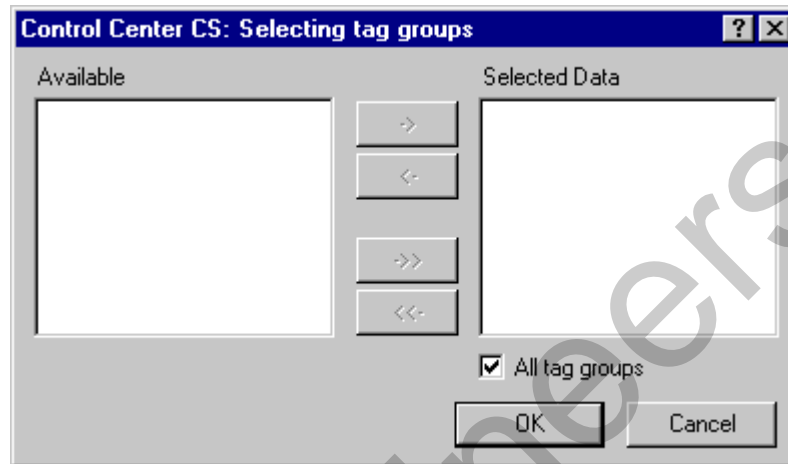 Control Center CS: Selecting tag groups
Available
Selected Data
->
<-
->>
<<-
All tag groups
OK
Cancel